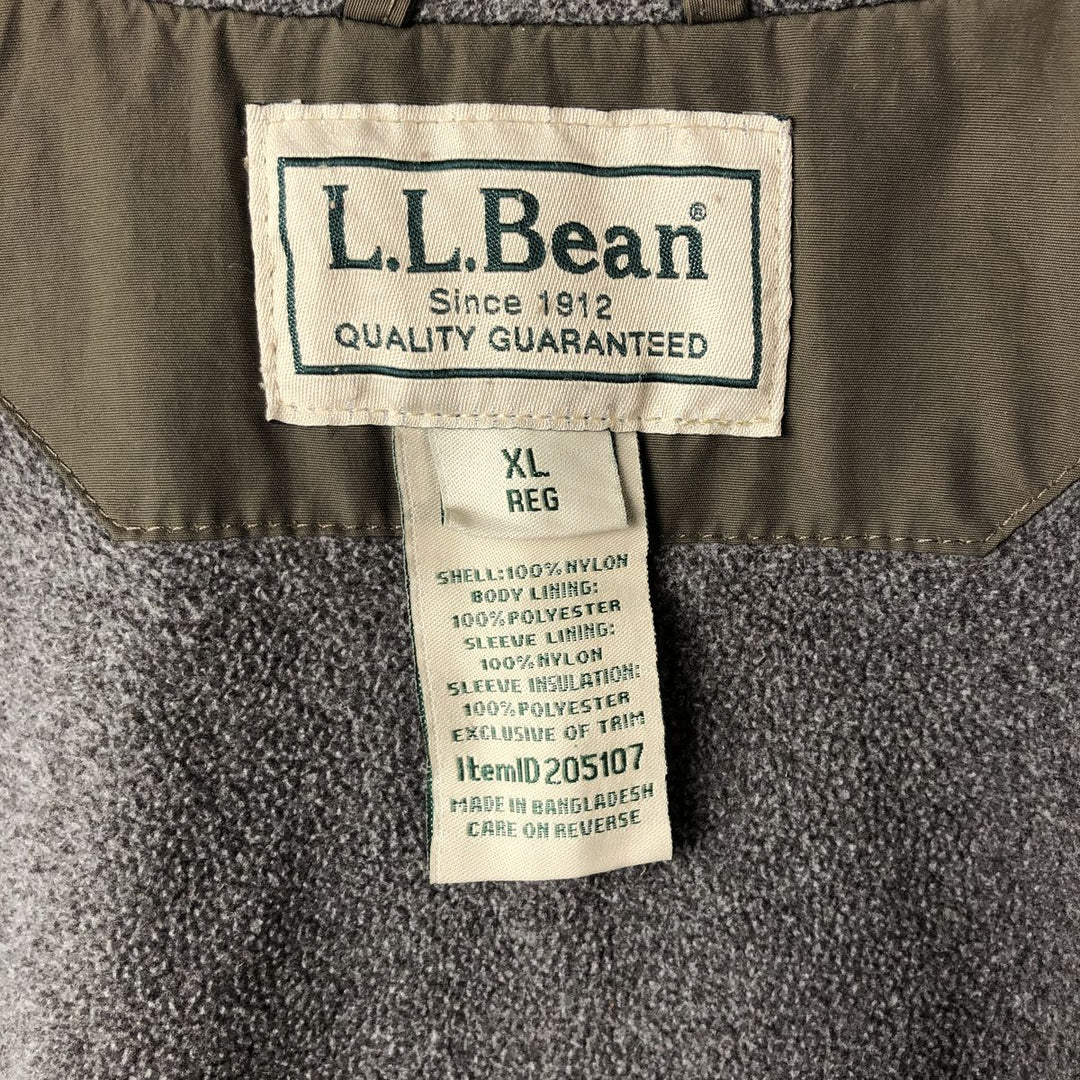 L.L.Bean®
Since 1912
QUALITY GUARANTEED
XL
REG
SHELL:100%NYLON
BODY LINING:
100%POLYESTER
SLEEVE LINING:
100%NYLON
SLEEVE INSULATION:
100%POLYESTER
EXCLUSIVE OF TRIM
ItemID 205107
MADE IN BANGLADESH
CARE ON REVERSE